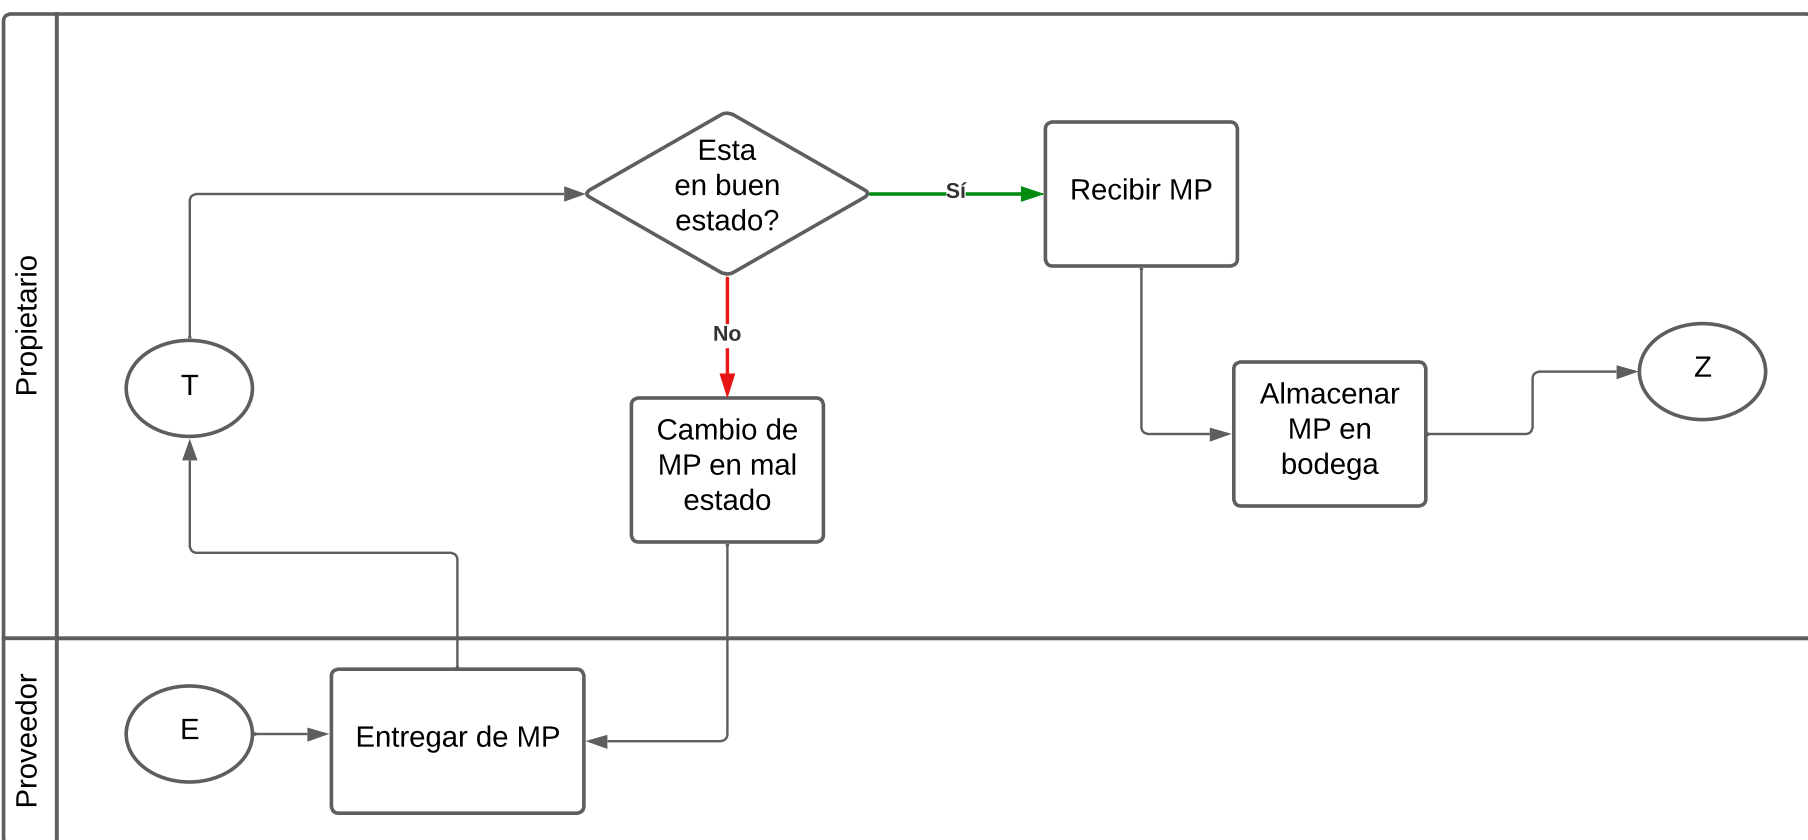 Propietario
Esta
en buen
estado?
Sí
Recibir MP
No
T
Cambio de
MP en mal
estado
Almacenar
MP en
bodega
Z
Proveedor
E
Entregar de MP